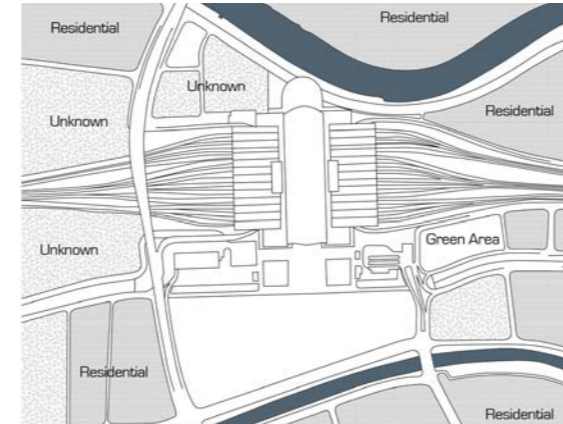 Residential
Residential
Unknown
Residential
Unknown
Unknown
Green Area
Residential
Residential